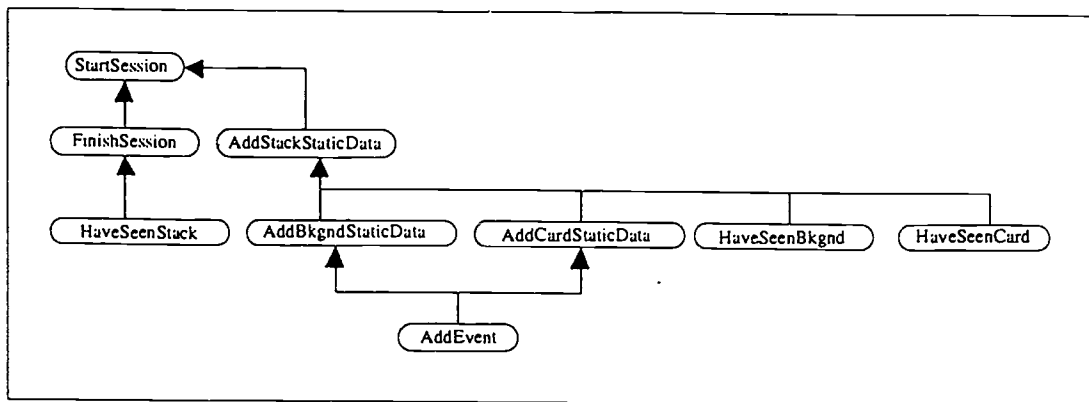 StartSession
FinishSession
AddStackStaticData
HaveSeenStack
AddBkgndStaticData
AddCardStaticData
HaveSeenBkgnd
HaveSeenCard
AddEvent